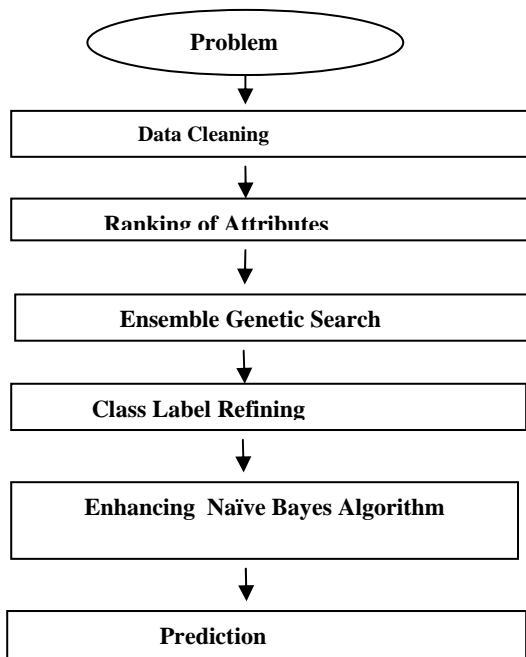 Problem
Data Cleaning
Ranking of Attributes
Ensemble Genetic Search
Class Label Refining
Enhancing Naïve Bayes Algorithm
Prediction